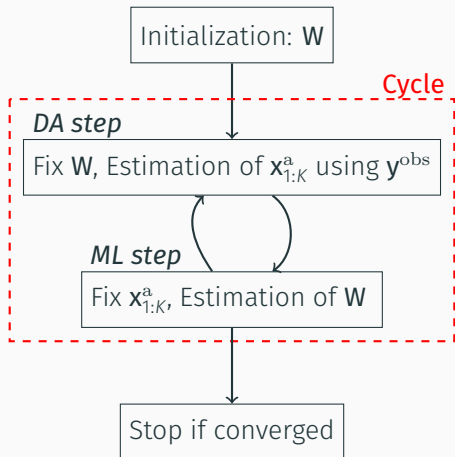 Initialization: W
Cycle
DA step
Fix W, Estimation of x^a_{1:K} using y^obs
ML step
Fix x^a_{1:K}, Estimation of W
Stop if converged